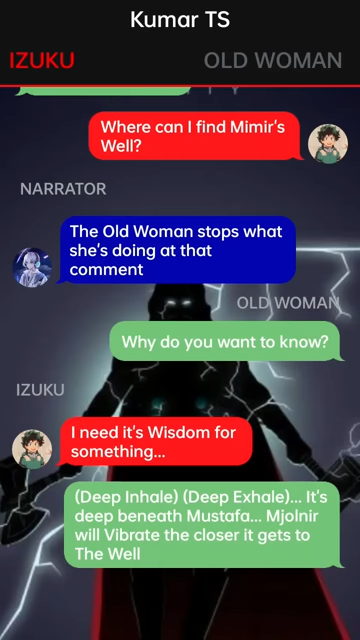 Kumar TS
IZUKU
OLD WOMAN
Where can I find Mimir's
Well?
NARRATOR
The Old Woman stops what
she's doing at that
comment
OLD WOMAN
Why do you want to know?
IZUKU
I need it's Wisdom for
something...
(Deep Inhale) (Deep Exhale)... It's
deep beneath Mustafa... Mjolnir
will Vibrate the closer it gets to
The Well